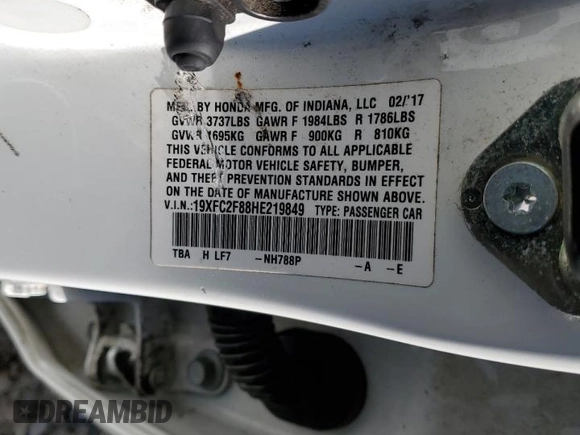 MFD. BY HONDA MFG. OF INDIANA, LLC 02/'17
GVWR 3737LBS GAWR F 1984LBS R 1786LBS
GVWR 1695KG GAWR F 900KG R 810KG
THIS VEHICLE CONFORMS TO ALL APPLICABLE
FEDERAL MOTOR VEHICLE SAFETY, BUMPER,
AND THEFT PREVENTION STANDARDS IN EFFECT
ON THE DATE OF MANUFACTURE SHOWN ABOVE.
V.I.N.:19XFC2F88HE219849 TYPE: PASSENGER CAR
TBA H LF7 -NH788P -A -E
DREAMBID